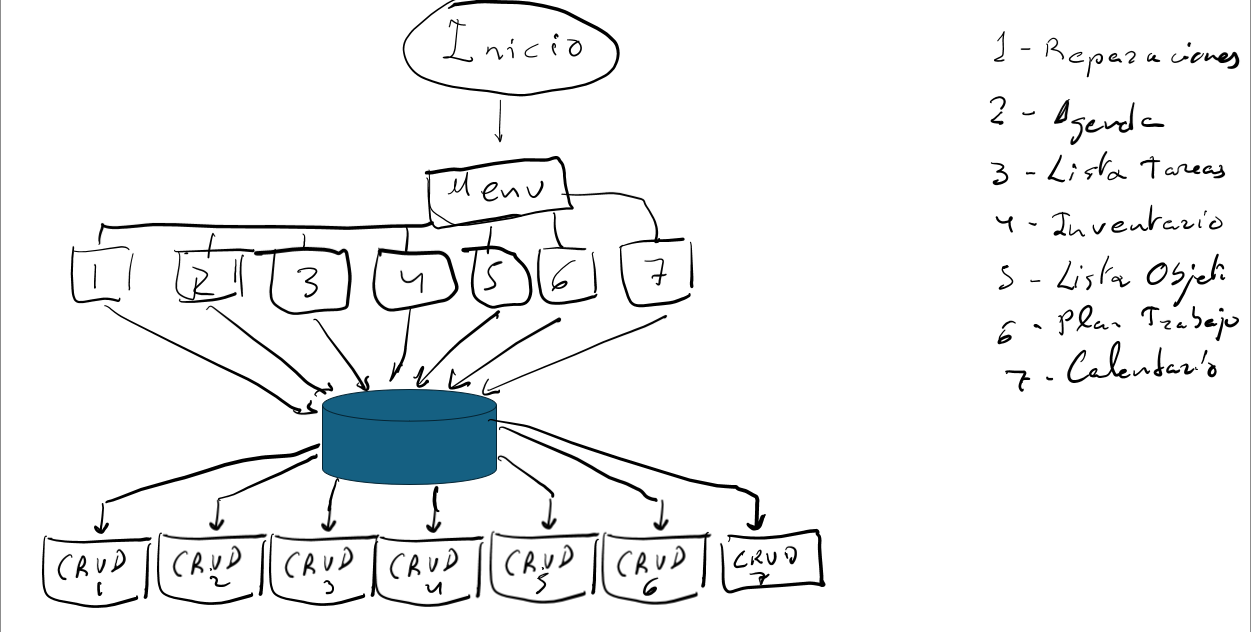 Inicio
Menu
1 2 3 4 5 6 7
CRUD 1
CRUD 2
CRUD 3
CRUD 4
CRUD 5
CRUD 6
CRUD 7
1 - Reparaciones
2 - Agenda
3 - Lista Tareas
4 - Inventario
5 - Lista Objeti
6 - Plan Trabajo
7 - Calendario